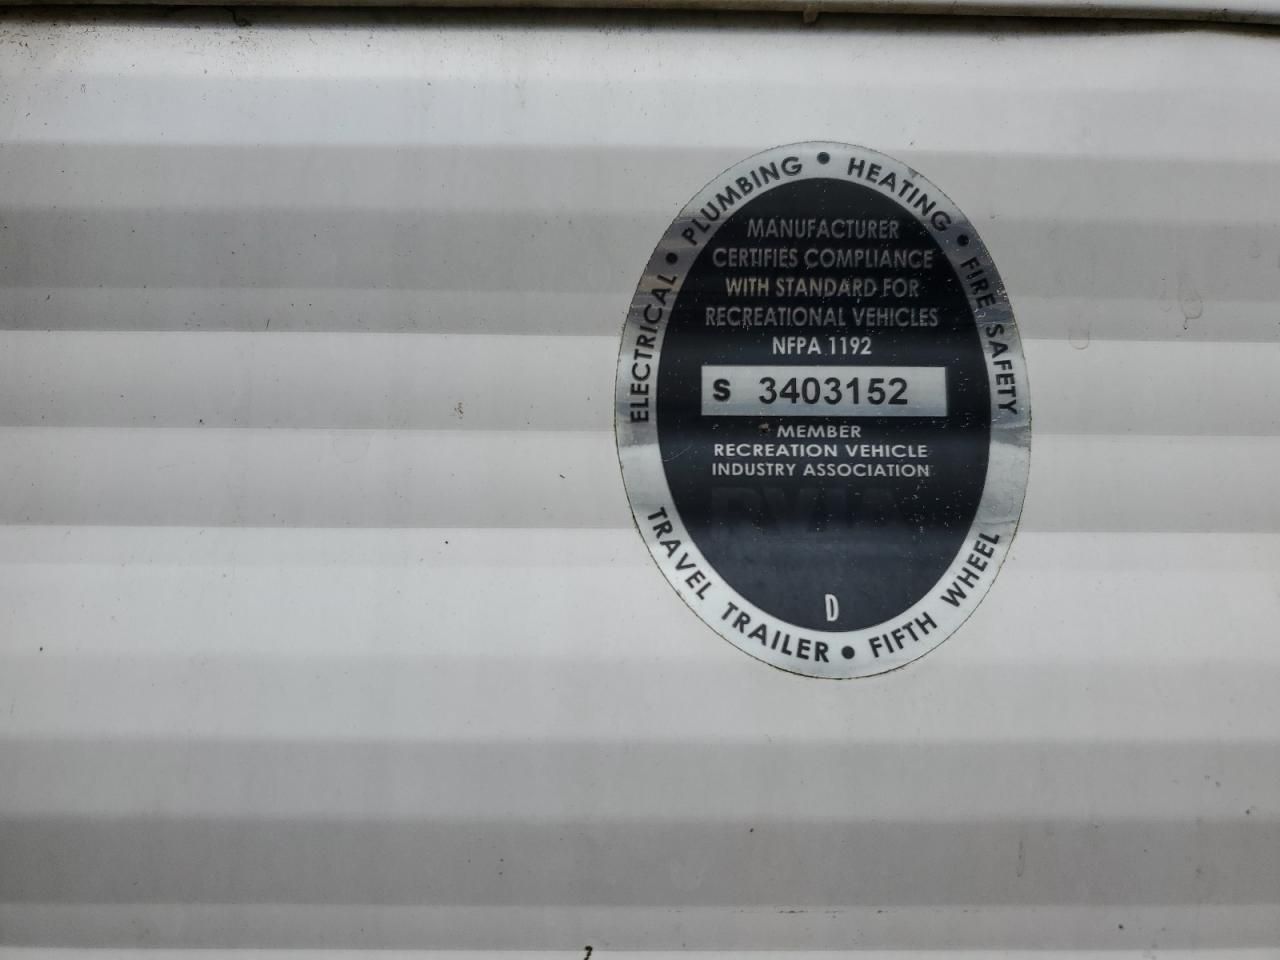 ELECTRICAL • PLUMBING • HEATING • FIRE SAFETY
MANUFACTURER
CERTIFIES COMPLIANCE
WITH STANDARD FOR
RECREATIONAL VEHICLES
NFPA 1192
S 3403152
MEMBER
RECREATION VEHICLE
INDUSTRY ASSOCIATION
RVIA
D
TRAVEL TRAILER • FIFTH WHEEL